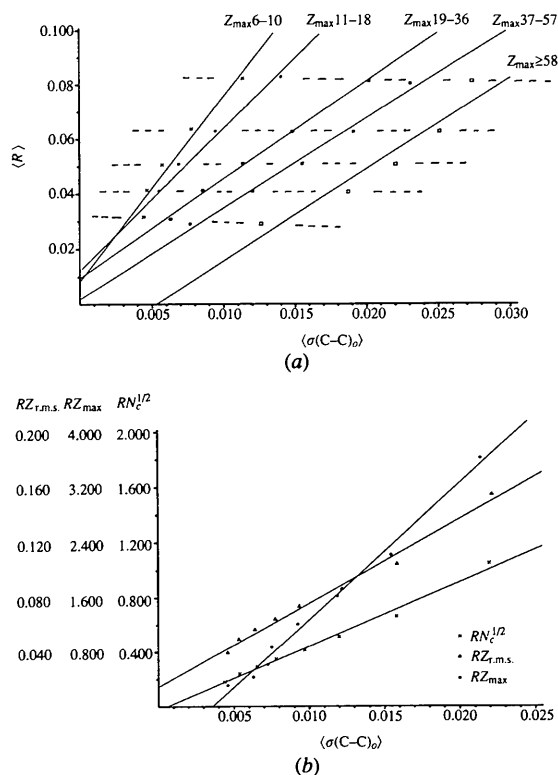 Zmax6–10 Zmax11–18 Zmax19–36 Zmax37–57
Zmax≥58
0.100
0.080
0.06
0.04
0.02
⟨R⟩
0.005 0.010 0.015 0.020 0.025 0.030
⟨σ(C–C)o⟩
(a)
RZr.m.s. RZmax RNc1/2
0.200 4.000 2.000
0.160 3.200 1.600
0.120 2.400 1.200
0.080 1.600 0.800
0.040 0.800 0.400
RNc1/2
RZr.m.s.
RZmax
0.005 0.010 0.015 0.020 0.025
⟨σ(C–C)o⟩
(b)